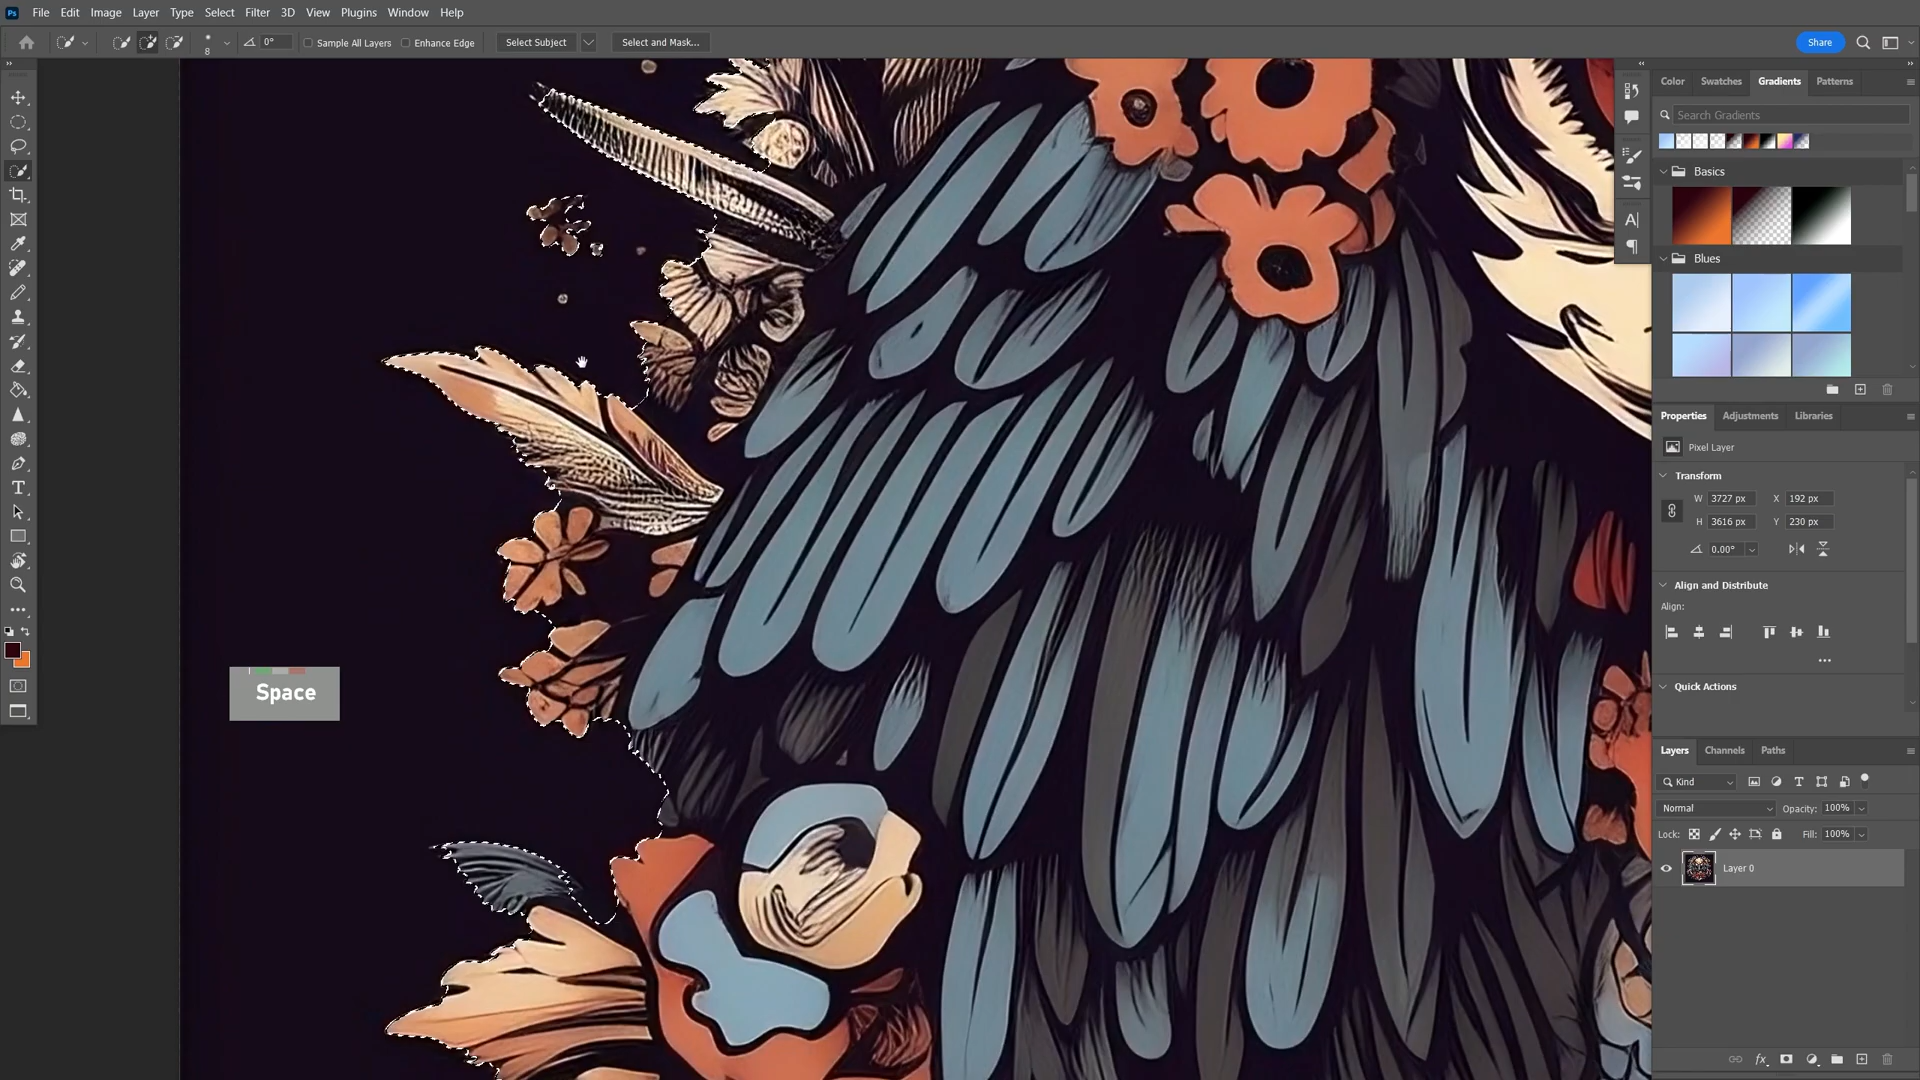 Ps File Edit Image Layer Type Select Filter 3D View Plugins Window Help
8 0° Sample All Layers Enhance Edge Select Subject Select and Mask... Share
Color Swatches Gradients Patterns
Search Gradients
Basics
Blues
Properties Adjustments Libraries
Pixel Layer
Transform
W 3727 px X 192 px
H 3616 px Y 230 px
0.00°
Align and Distribute
Align:
Quick Actions
Space
Layers Channels Paths
Kind
Normal Opacity: 100%
Lock: Fill: 100%
Layer 0